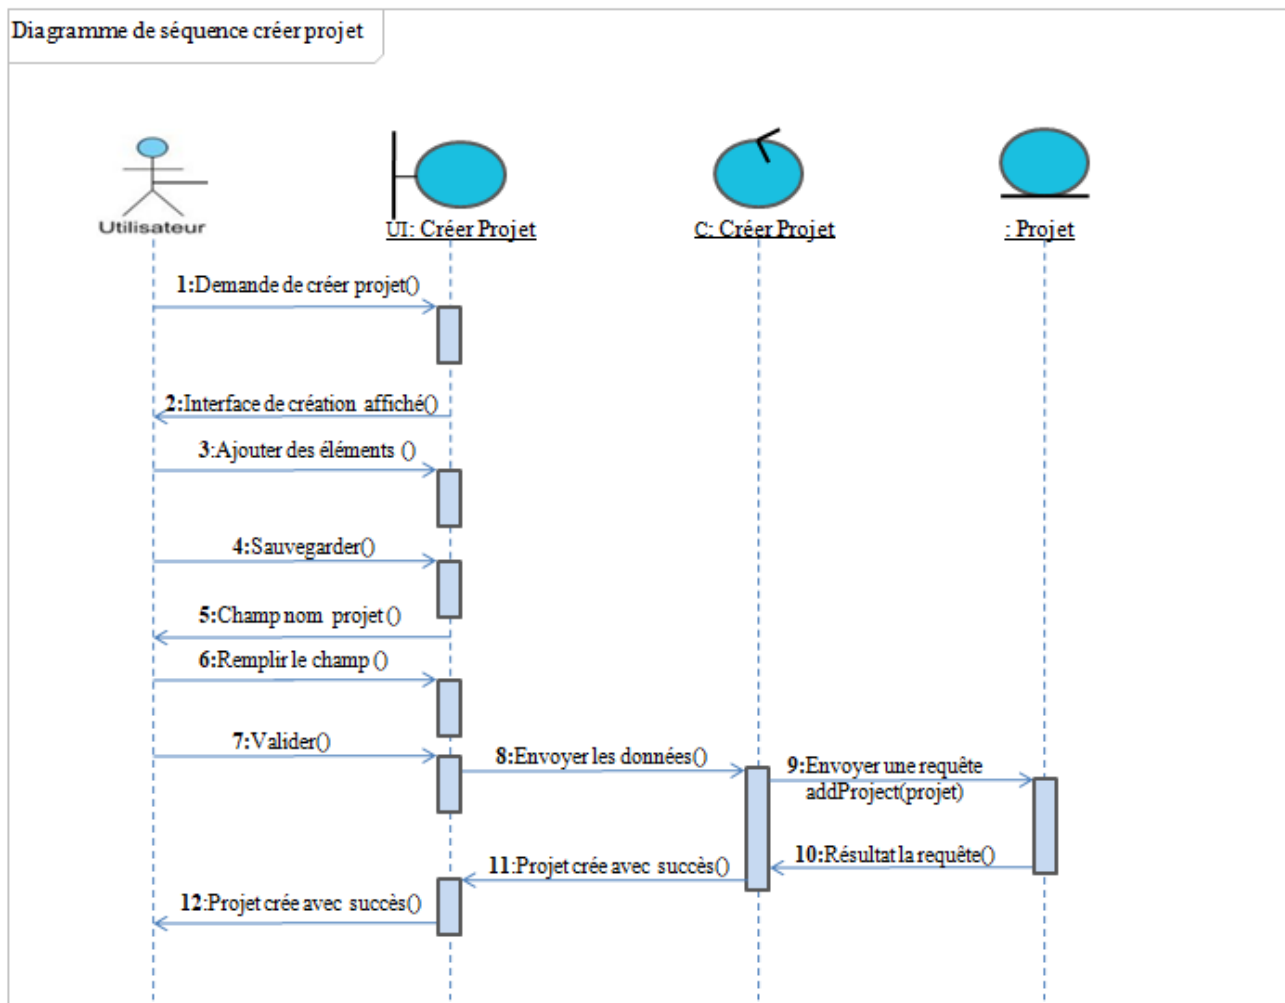 Diagramme de séquence créer projet
Utilisateur
UI: Créer Projet
C: Créer Projet
: Projet
1:Demande de créer projet()
2:Interface de création affiché()
3:Ajouter des éléments ()
4:Sauvegarder()
5:Champ nom projet ()
6:Remplir le champ ()
7:Valider()
8:Envoyer les données()
9:Envoyer une requête
addProject(projet)
10:Résultat la requête()
11:Projet crée avec succès()
12:Projet crée avec succès()